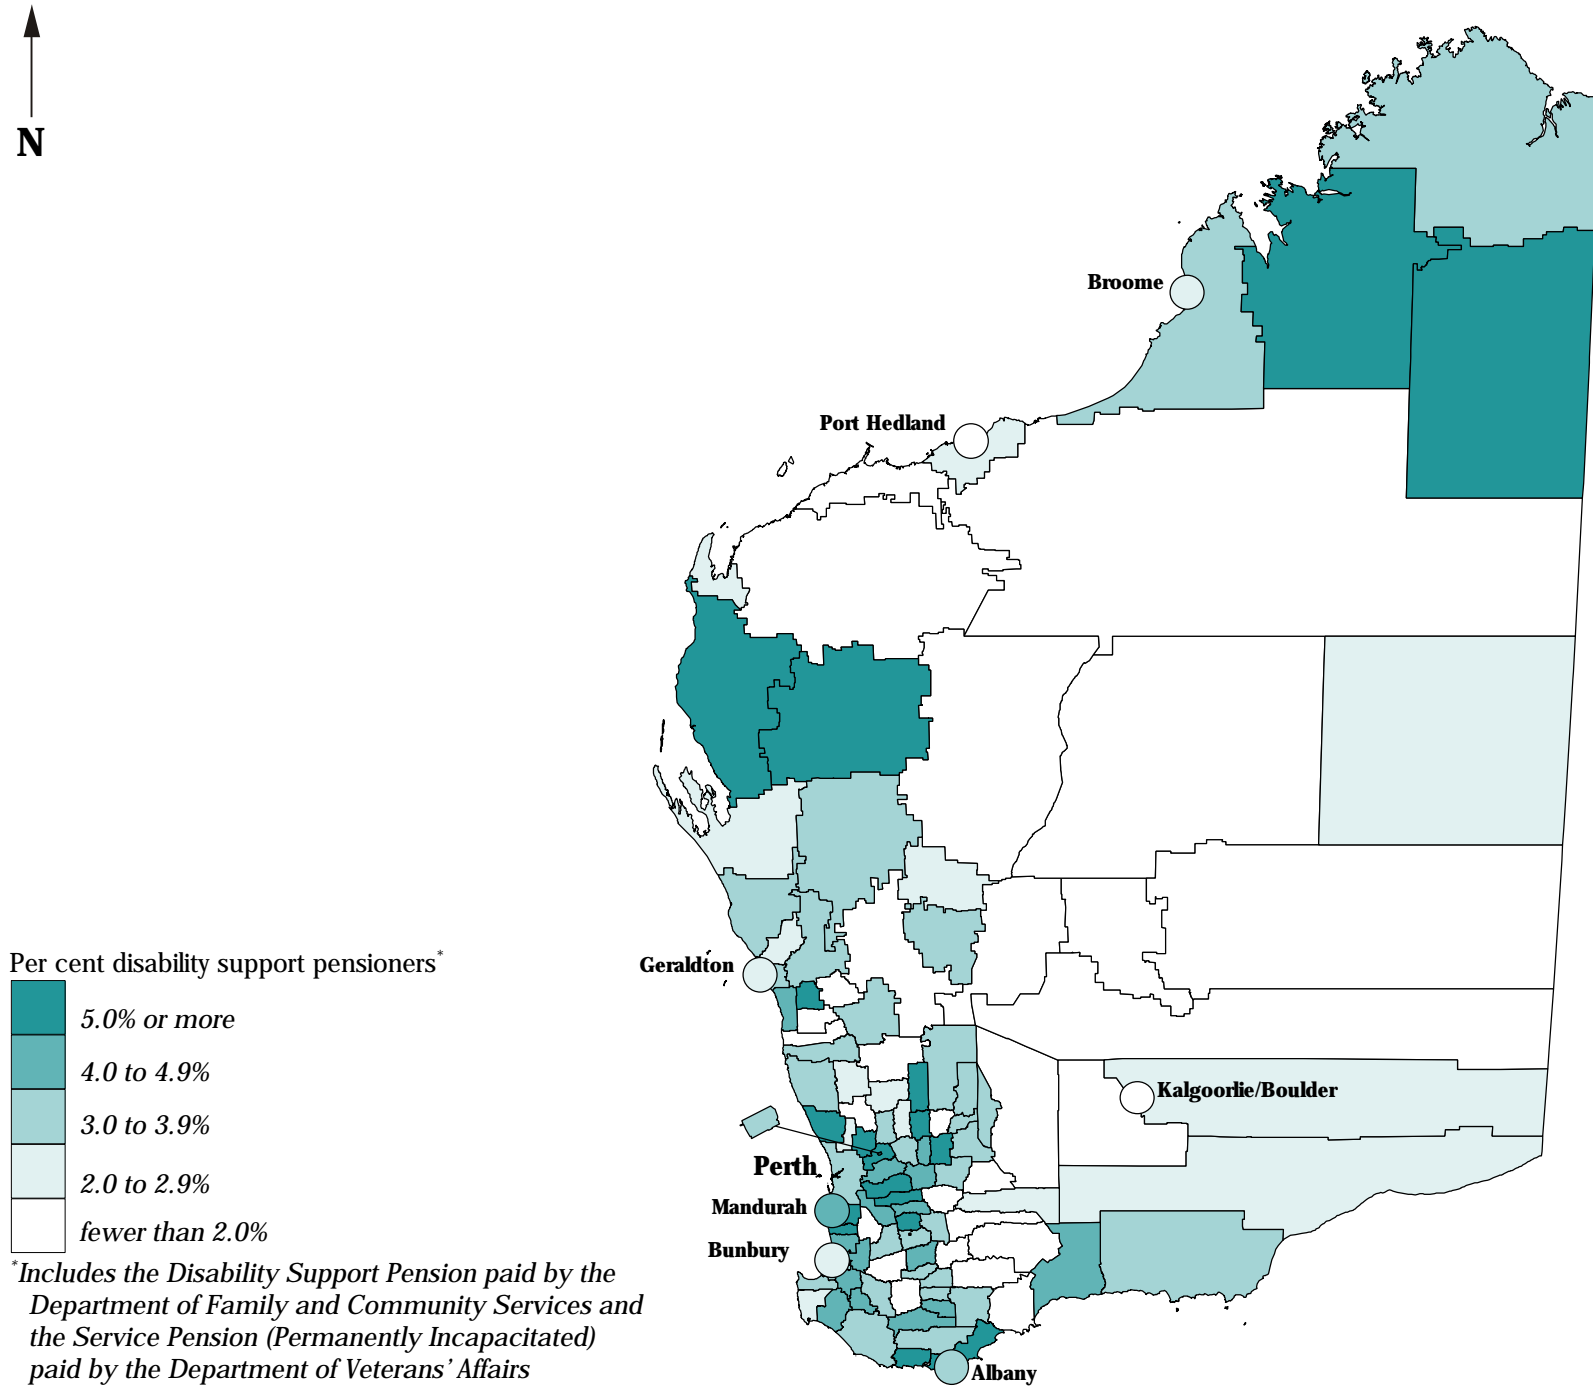 N
Broome
Port Hedland
Geraldton
Kalgoorlie/Boulder
Perth
Mandurah
Bunbury
Albany
Per cent disability support pensioners*
5.0% or more
4.0 to 4.9%
3.0 to 3.9%
2.0 to 2.9%
fewer than 2.0%
*Includes the Disability Support Pension paid by the
Department of Family and Community Services and
the Service Pension (Permanently Incapacitated)
paid by the Department of Veterans' Affairs